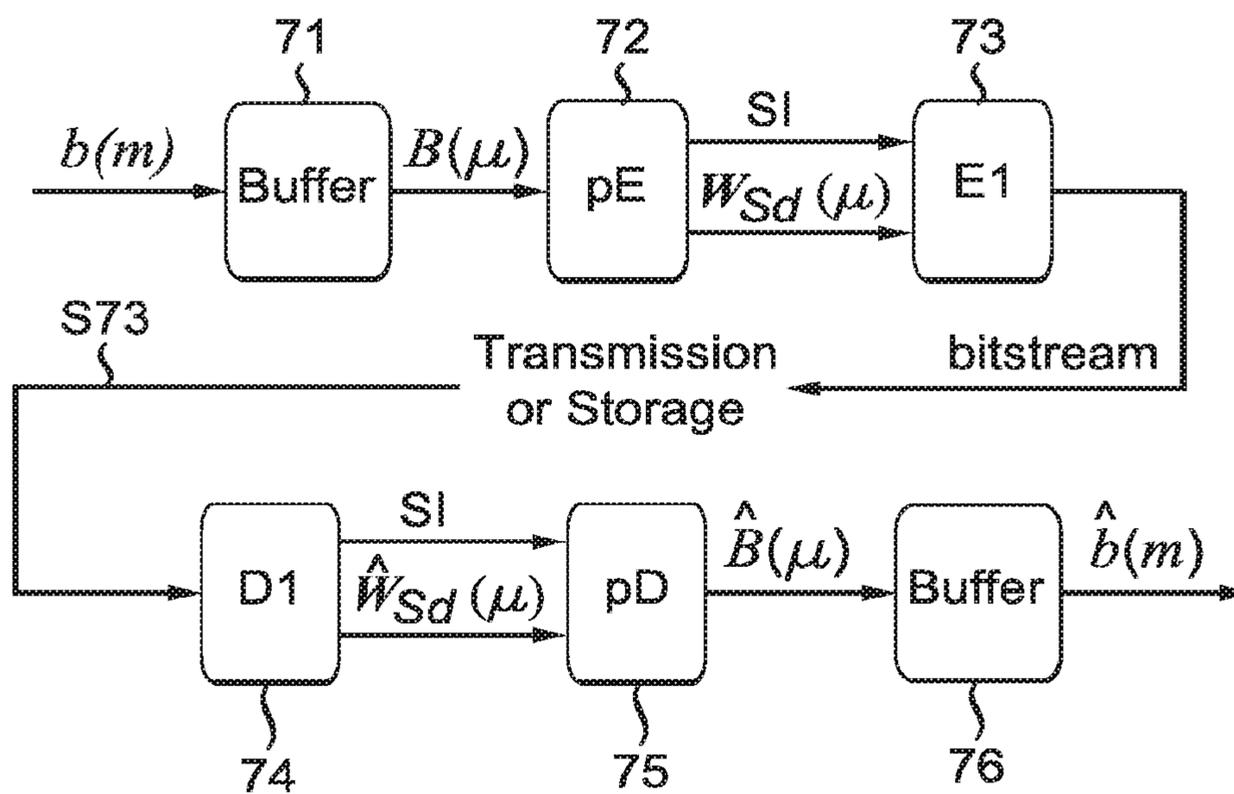 71 72 73
b(m) Buffer B(μ) pE SI W_Sd(μ) E1
S73
Transmission
or Storage
bitstream
D1 SI Ŵ_Sd(μ) pD B̂(μ) Buffer b̂(m)
74 75 76